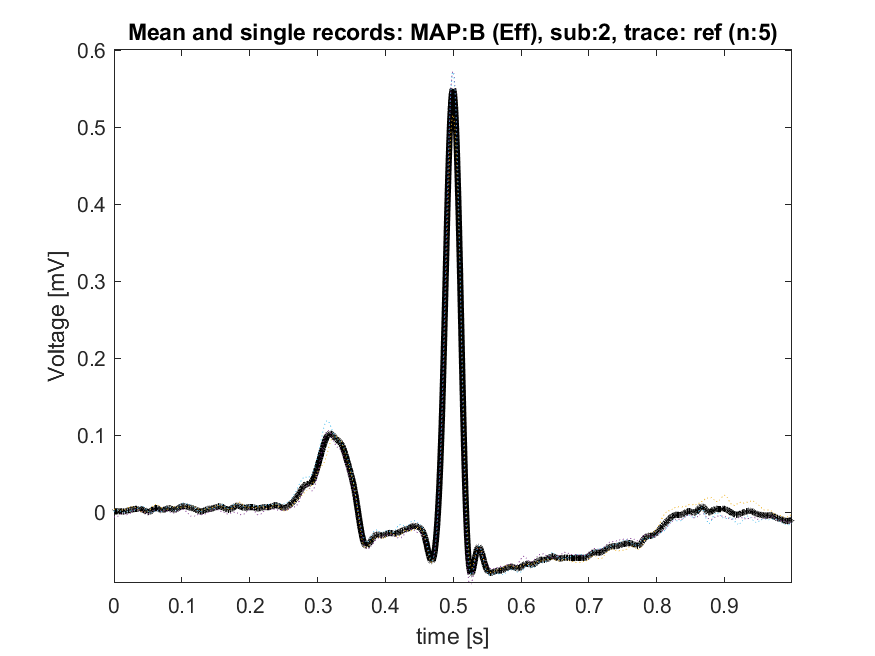 Mean and single records: MAP:B (Eff), sub:2, trace: ref (n:5)
0.6
0.5
0.4
0.3
0.2
0.1
0
Voltage [mV]
0 0.1 0.2 0.3 0.4 0.5 0.6 0.7 0.8 0.9
time [s]